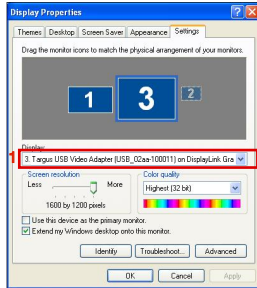 Display Properties
Themes Desktop Screen Saver Appearance Settings
Drag the monitor icons to match the physical arrangement of your monitors.
1 3 2
Display:
1
3. Targus USB Video Adapter (USB_02aa-100011) on DisplayLink Gra
Screen resolution
Less More
1600 by 1200 pixels
Color quality
Highest (32 bit)
Use this device as the primary monitor.
Extend my Windows desktop onto this monitor.
Identify Troubleshoot... Advanced
OK Cancel Apply